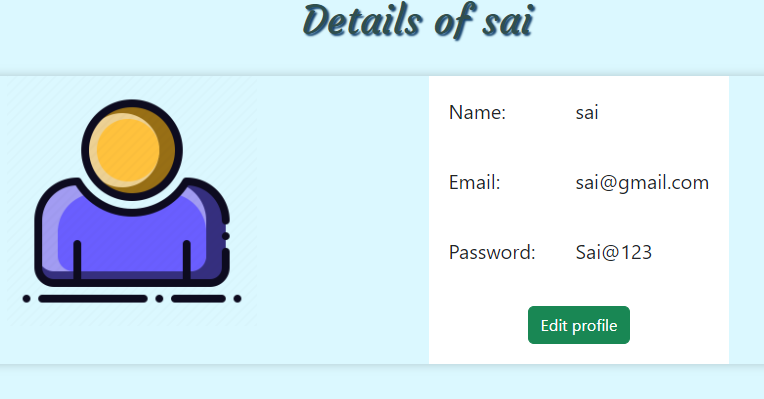 Details of sai
Name: sai
Email: sai@gmail.com
Password: Sai@123
Edit profile